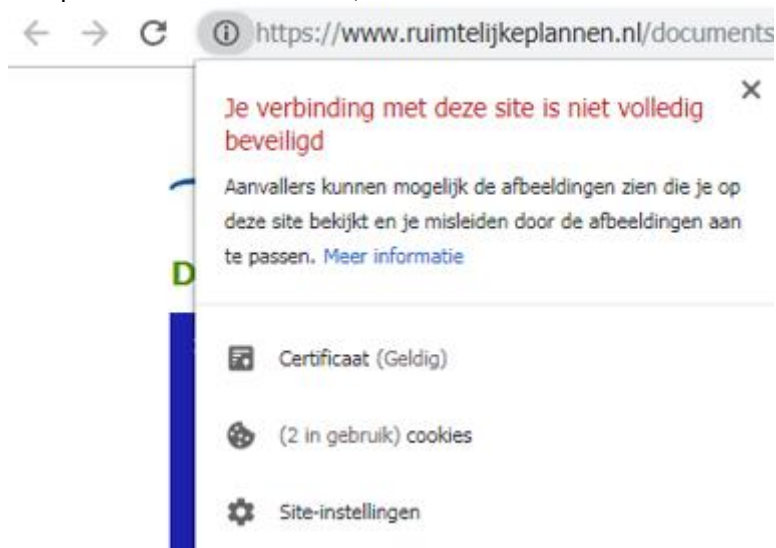 https://www.ruimtelijkeplannen.nl/documents
Je verbinding met deze site is niet volledig
beveiligd
Aanvallers kunnen mogelijk de afbeeldingen zien die je op
deze site bekijkt en je misleiden door de afbeeldingen aan
te passen. Meer informatie
D
Certificaat (Geldig)
(2 in gebruik) cookies
Site-instellingen